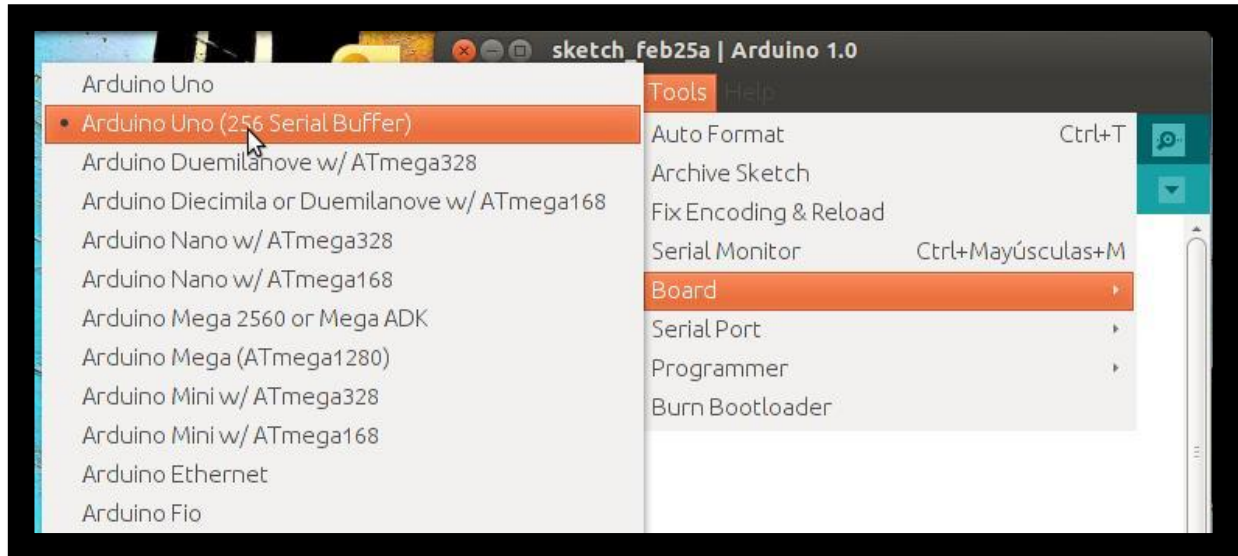 sketch_feb25a | Arduino 1.0
Tools Help
Arduino Uno
Arduino Uno (256 Serial Buffer)
Arduino Duemilanove w/ ATmega328
Arduino Diecimila or Duemilanove w/ ATmega168
Arduino Nano w/ ATmega328
Arduino Nano w/ ATmega168
Arduino Mega 2560 or Mega ADK
Arduino Mega (ATmega1280)
Arduino Mini w/ ATmega328
Arduino Mini w/ ATmega168
Arduino Ethernet
Arduino Fio
Auto Format Ctrl+T
Archive Sketch
Fix Encoding & Reload
Serial Monitor Ctrl+Mayúsculas+M
Board
Serial Port
Programmer
Burn Bootloader